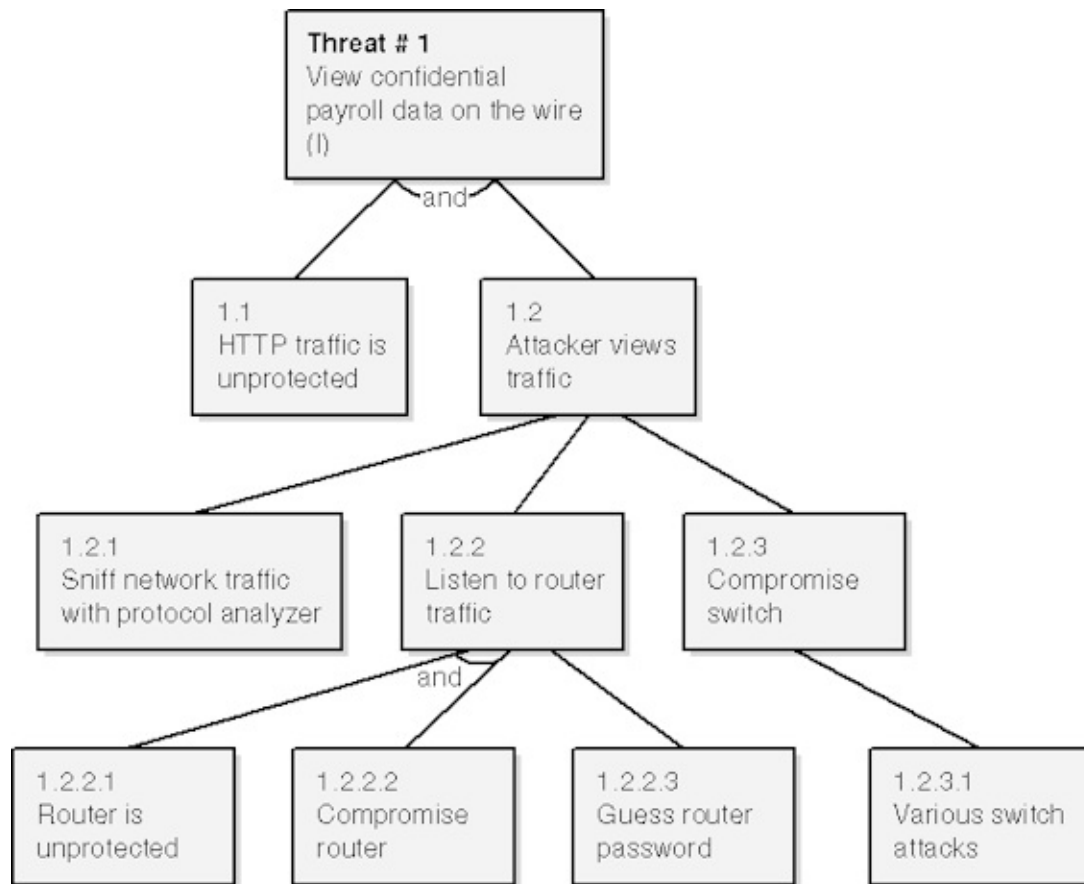 Threat # 1
View confidential
payroll data on the wire
(I)
and
1.1
HTTP traffic is
unprotected
1.2
Attacker views
traffic
1.2.1
Sniff network traffic
with protocol analyzer
1.2.2
Listen to router
traffic
1.2.3
Compromise
switch
and
1.2.2.1
Router is
unprotected
1.2.2.2
Compromise
router
1.2.2.3
Guess router
password
1.2.3.1
Various switch
attacks